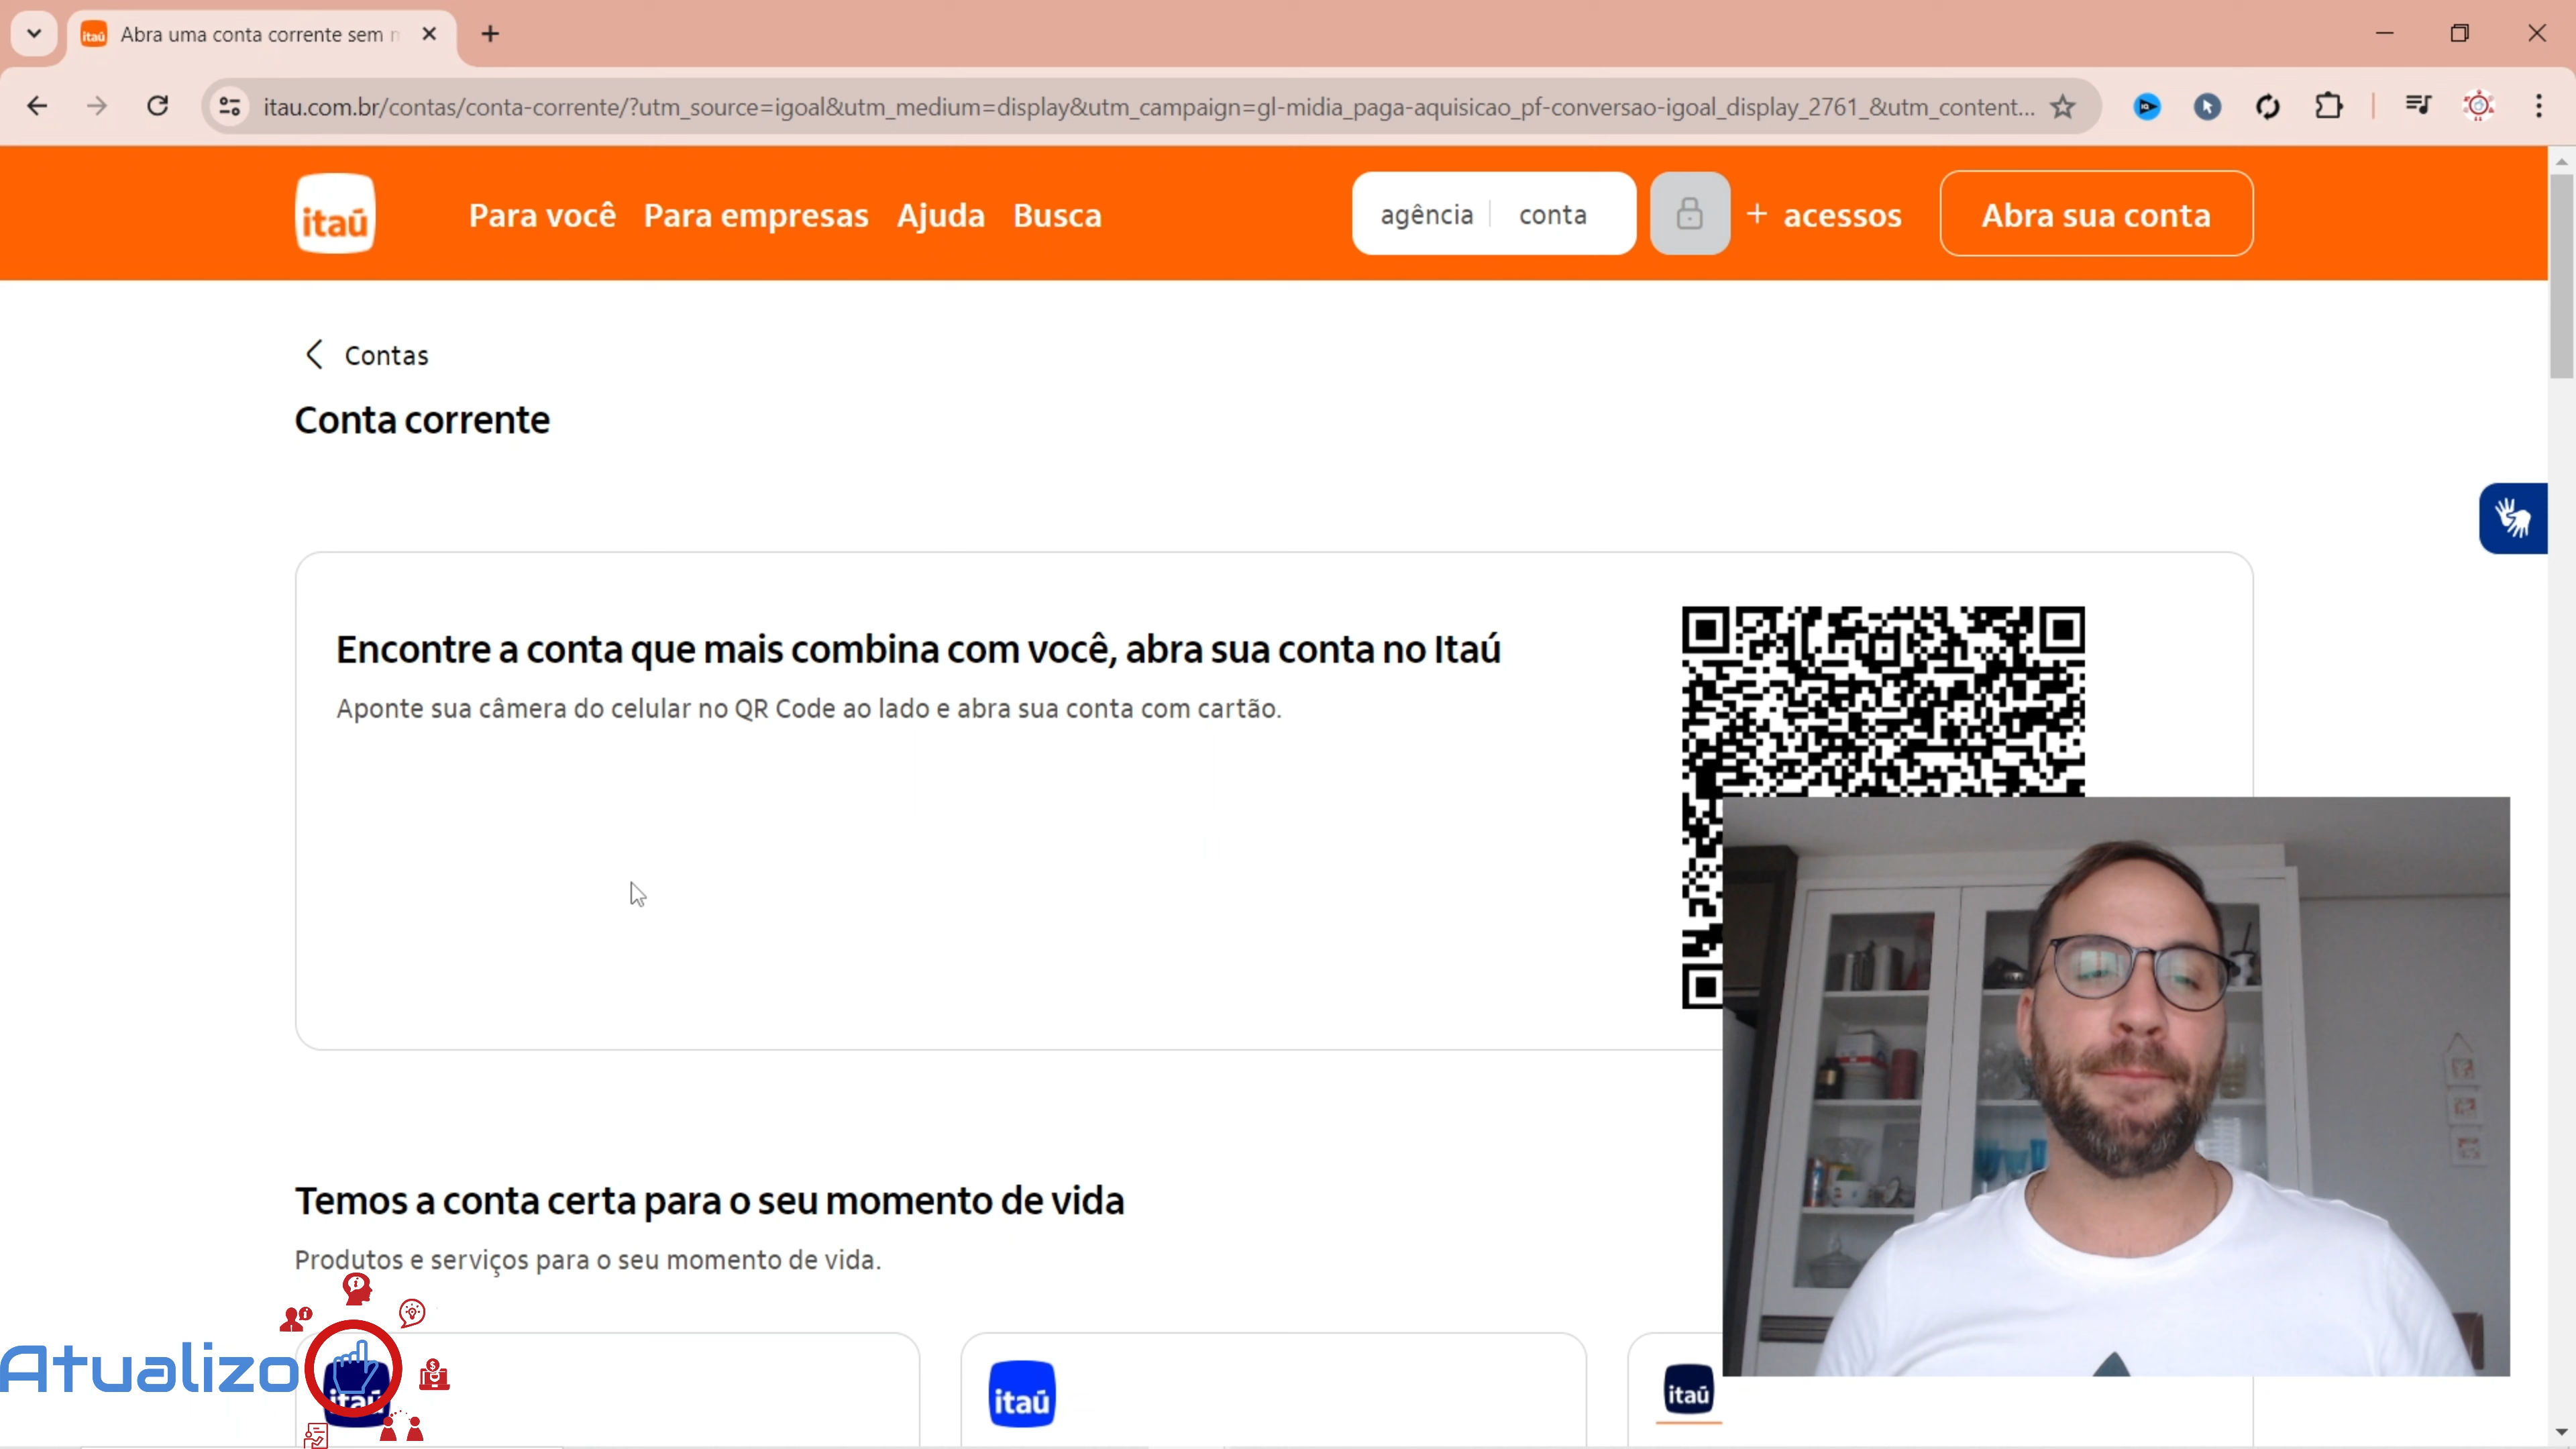 Abra uma conta corrente sem
itau.com.br/contas/conta-corrente/?utm_source=igoal&utm_medium=display&utm_campaign=gl-midia_paga-aquisicao_pf-conversao-igoal_display_2761_&utm_content...
itaú
Para você
Para empresas
Ajuda
Busca
agência
conta
+ acessos
Abra sua conta
Contas
Conta corrente
Encontre a conta que mais combina com você, abra sua conta no Itaú
Aponte sua câmera do celular no QR Code ao lado e abra sua conta com cartão.
Temos a conta certa para o seu momento de vida
Produtos e serviços para o seu momento de vida.
Atualizo
itaú
itaú
itaú